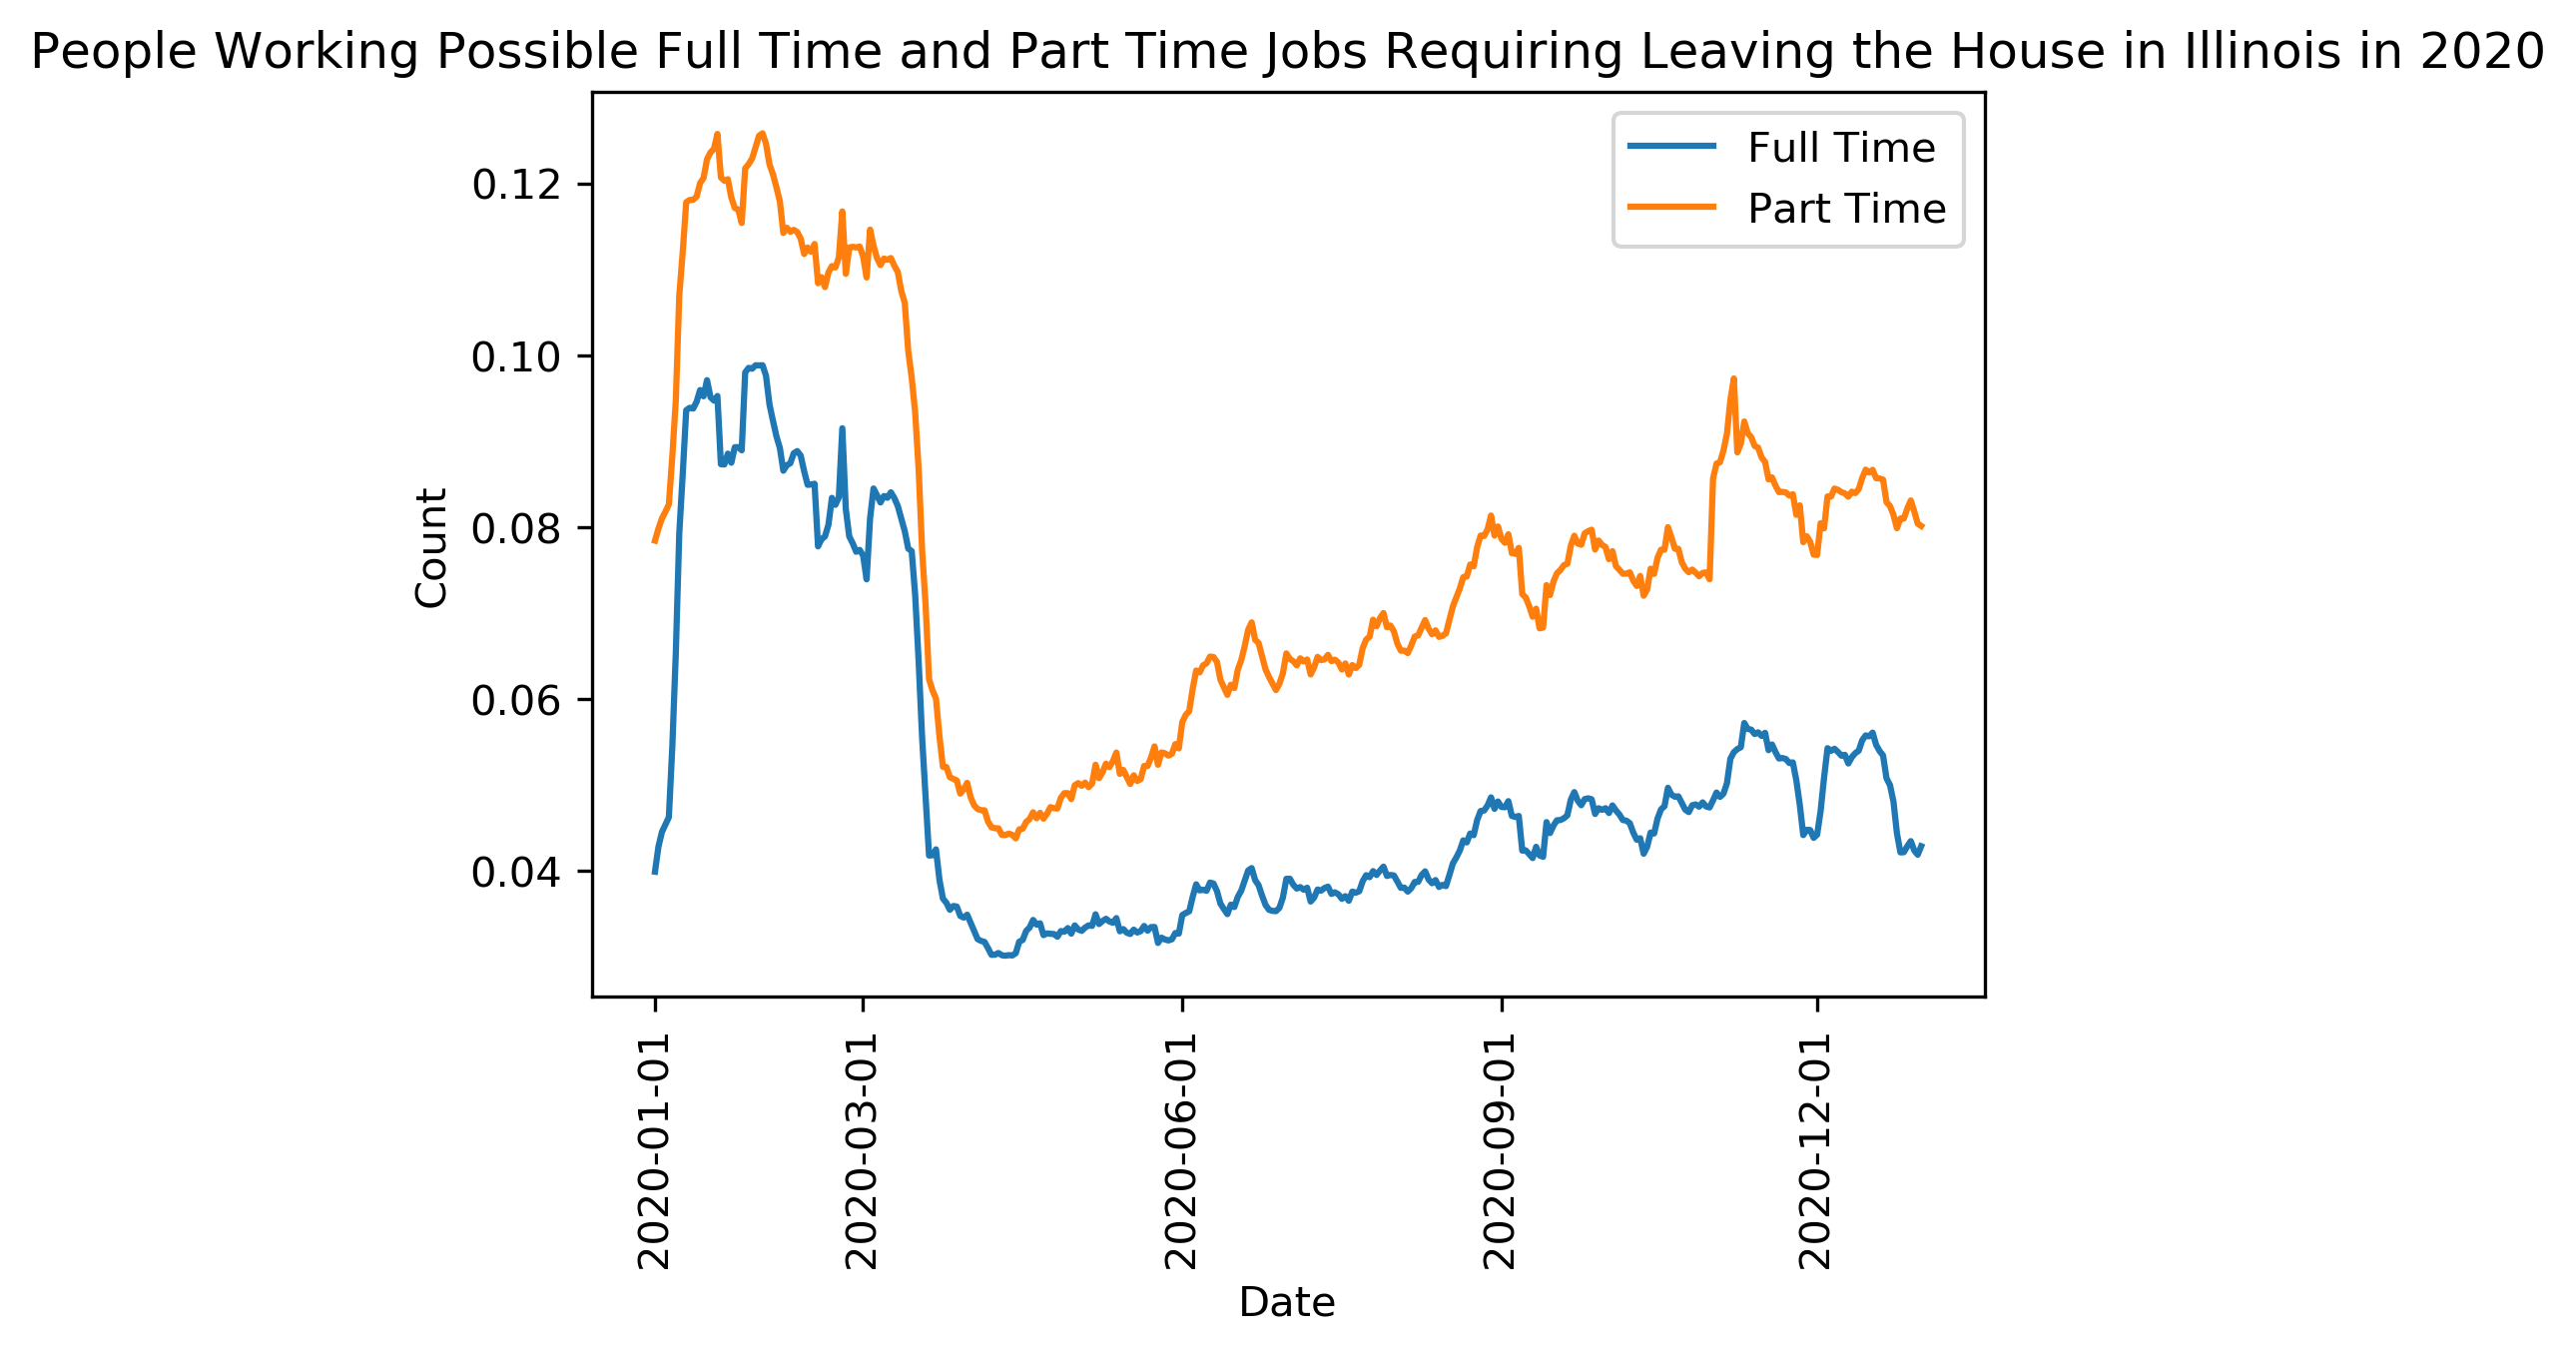 People Working Possible Full Time and Part Time Jobs Requiring Leaving the House in Illinois in 2020
Full Time
Part Time
0.12
0.10
0.08
0.06
0.04
Count
2020-01-01
2020-03-01
2020-06-01
2020-09-01
2020-12-01
Date